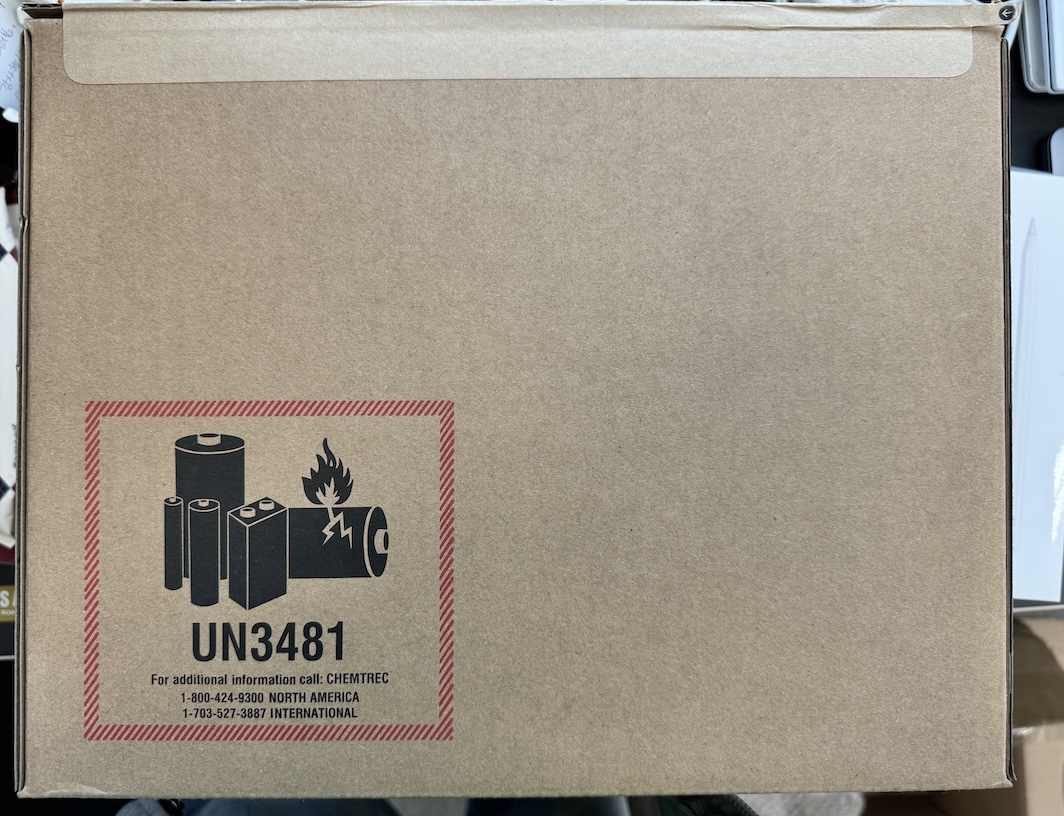 UN3481
For additional information call: CHEMTREC
1-800-424-9300 NORTH AMERICA
1-703-527-3887 INTERNATIONAL